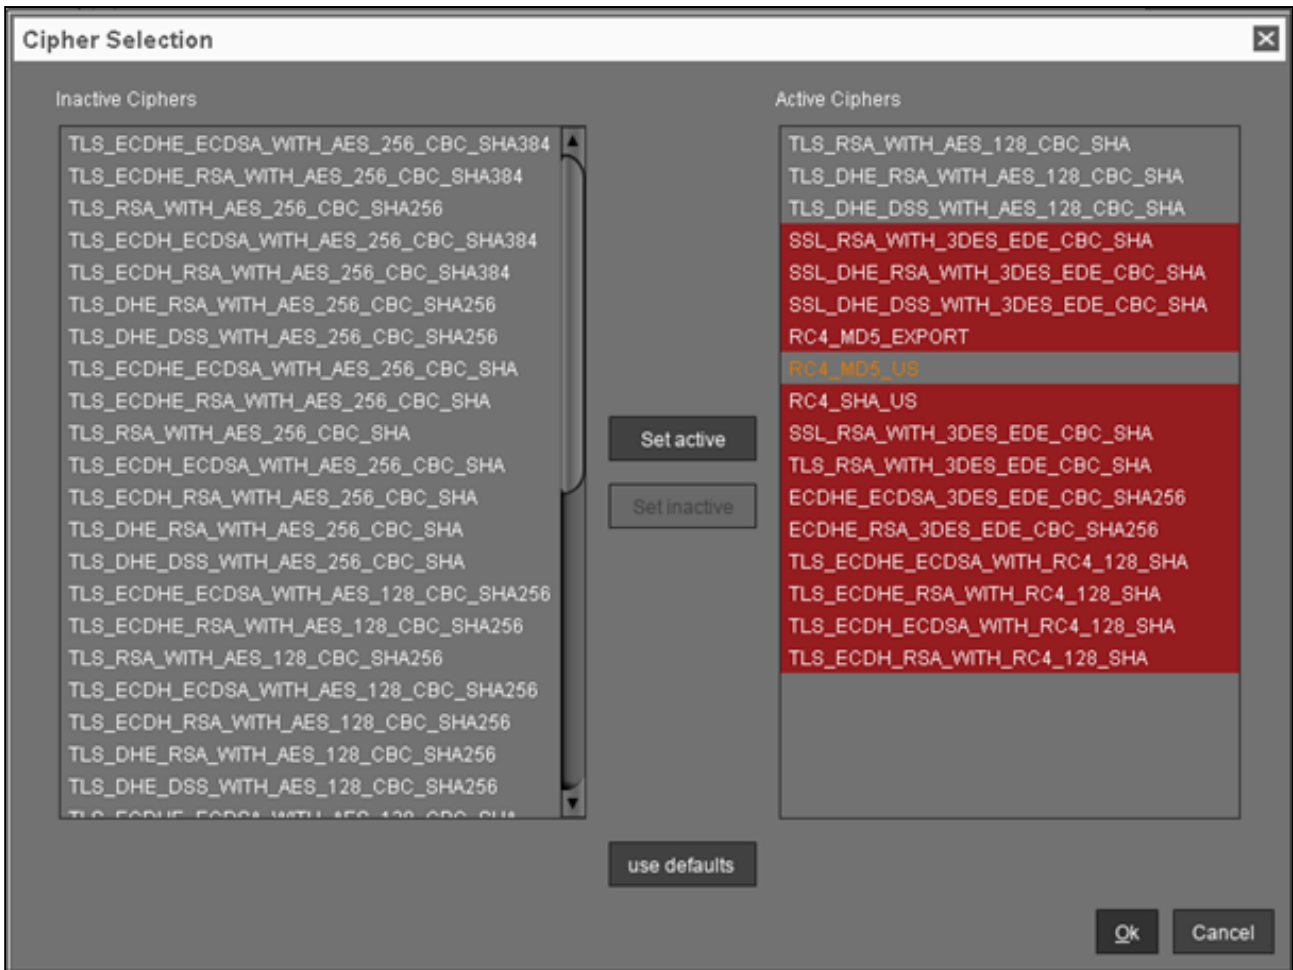 Cipher Selection
Inactive Ciphers
Active Ciphers
TLS_ECDHE_ECDSA_WITH_AES_256_CBC_SHA384
TLS_ECDHE_RSA_WITH_AES_256_CBC_SHA384
TLS_RSA_WITH_AES_256_CBC_SHA256
TLS_ECDH_ECDSA_WITH_AES_256_CBC_SHA384
TLS_ECDH_RSA_WITH_AES_256_CBC_SHA384
TLS_DHE_RSA_WITH_AES_256_CBC_SHA256
TLS_DHE_DSS_WITH_AES_256_CBC_SHA256
TLS_ECDHE_ECDSA_WITH_AES_256_CBC_SHA
TLS_ECDHE_RSA_WITH_AES_256_CBC_SHA
TLS_RSA_WITH_AES_256_CBC_SHA
TLS_ECDH_ECDSA_WITH_AES_256_CBC_SHA
TLS_ECDH_RSA_WITH_AES_256_CBC_SHA
TLS_DHE_RSA_WITH_AES_256_CBC_SHA
TLS_DHE_DSS_WITH_AES_256_CBC_SHA
TLS_ECDHE_ECDSA_WITH_AES_128_CBC_SHA256
TLS_ECDHE_RSA_WITH_AES_128_CBC_SHA256
TLS_RSA_WITH_AES_128_CBC_SHA256
TLS_ECDH_ECDSA_WITH_AES_128_CBC_SHA256
TLS_ECDH_RSA_WITH_AES_128_CBC_SHA256
TLS_DHE_RSA_WITH_AES_128_CBC_SHA256
TLS_DHE_DSS_WITH_AES_128_CBC_SHA256
TLS_ECDHE_ECDSA_WITH_AES_128_CBC_SHA
Set active
Set inactive
use defaults
TLS_RSA_WITH_AES_128_CBC_SHA
TLS_DHE_RSA_WITH_AES_128_CBC_SHA
TLS_DHE_DSS_WITH_AES_128_CBC_SHA
SSL_RSA_WITH_3DES_EDE_CBC_SHA
SSL_DHE_RSA_WITH_3DES_EDE_CBC_SHA
SSL_DHE_DSS_WITH_3DES_EDE_CBC_SHA
RC4_MD5_EXPORT
RC4_MD5_US
RC4_SHA_US
SSL_RSA_WITH_3DES_EDE_CBC_SHA
TLS_RSA_WITH_3DES_EDE_CBC_SHA
ECDHE_ECDSA_3DES_EDE_CBC_SHA256
ECDHE_RSA_3DES_EDE_CBC_SHA256
TLS_ECDHE_ECDSA_WITH_RC4_128_SHA
TLS_ECDHE_RSA_WITH_RC4_128_SHA
TLS_ECDH_ECDSA_WITH_RC4_128_SHA
TLS_ECDH_RSA_WITH_RC4_128_SHA
Ok
Cancel